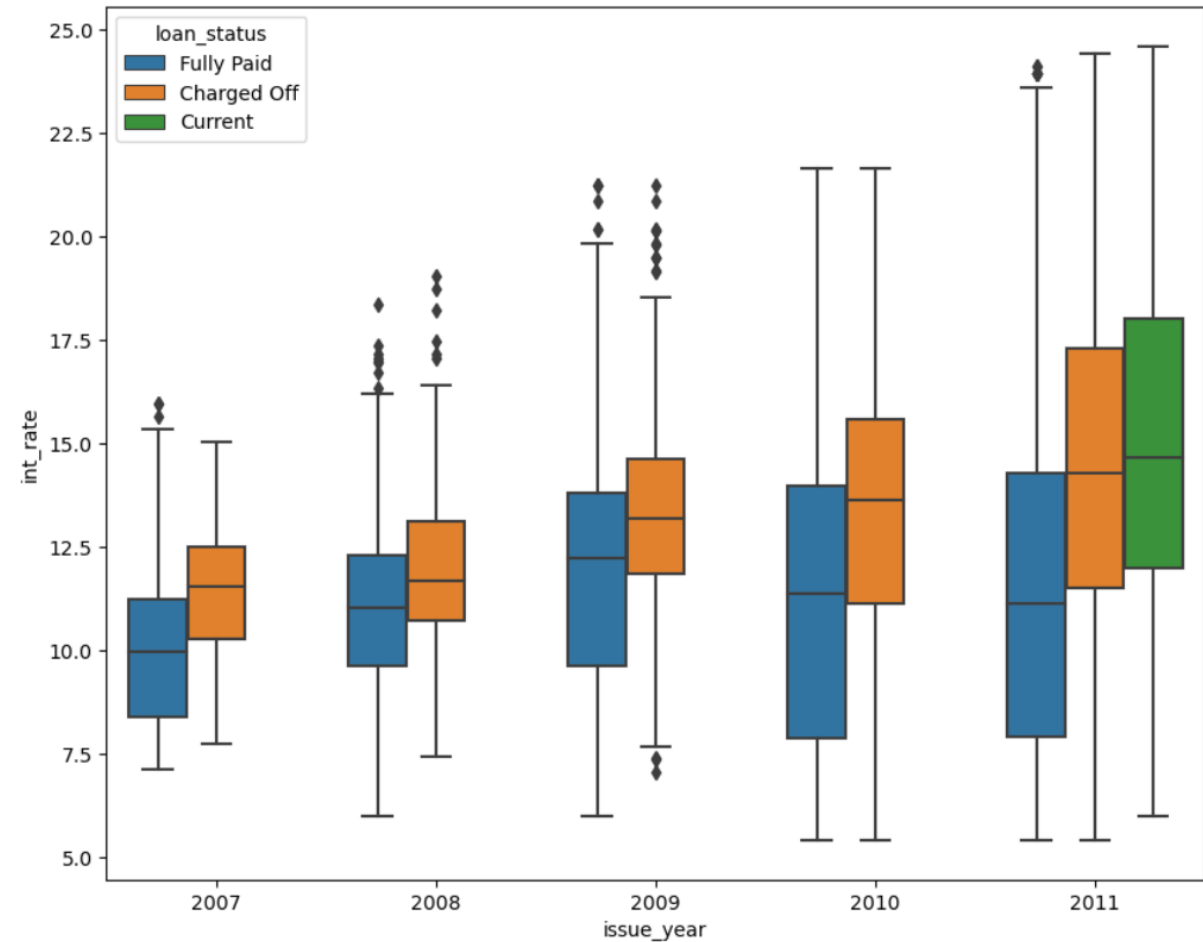 25.0
22.5
20.0
17.5
15.0
12.5
10.0
7.5
5.0
int_rate
loan_status
Fully Paid
Charged Off
Current
2007 2008 2009 2010 2011
issue_year